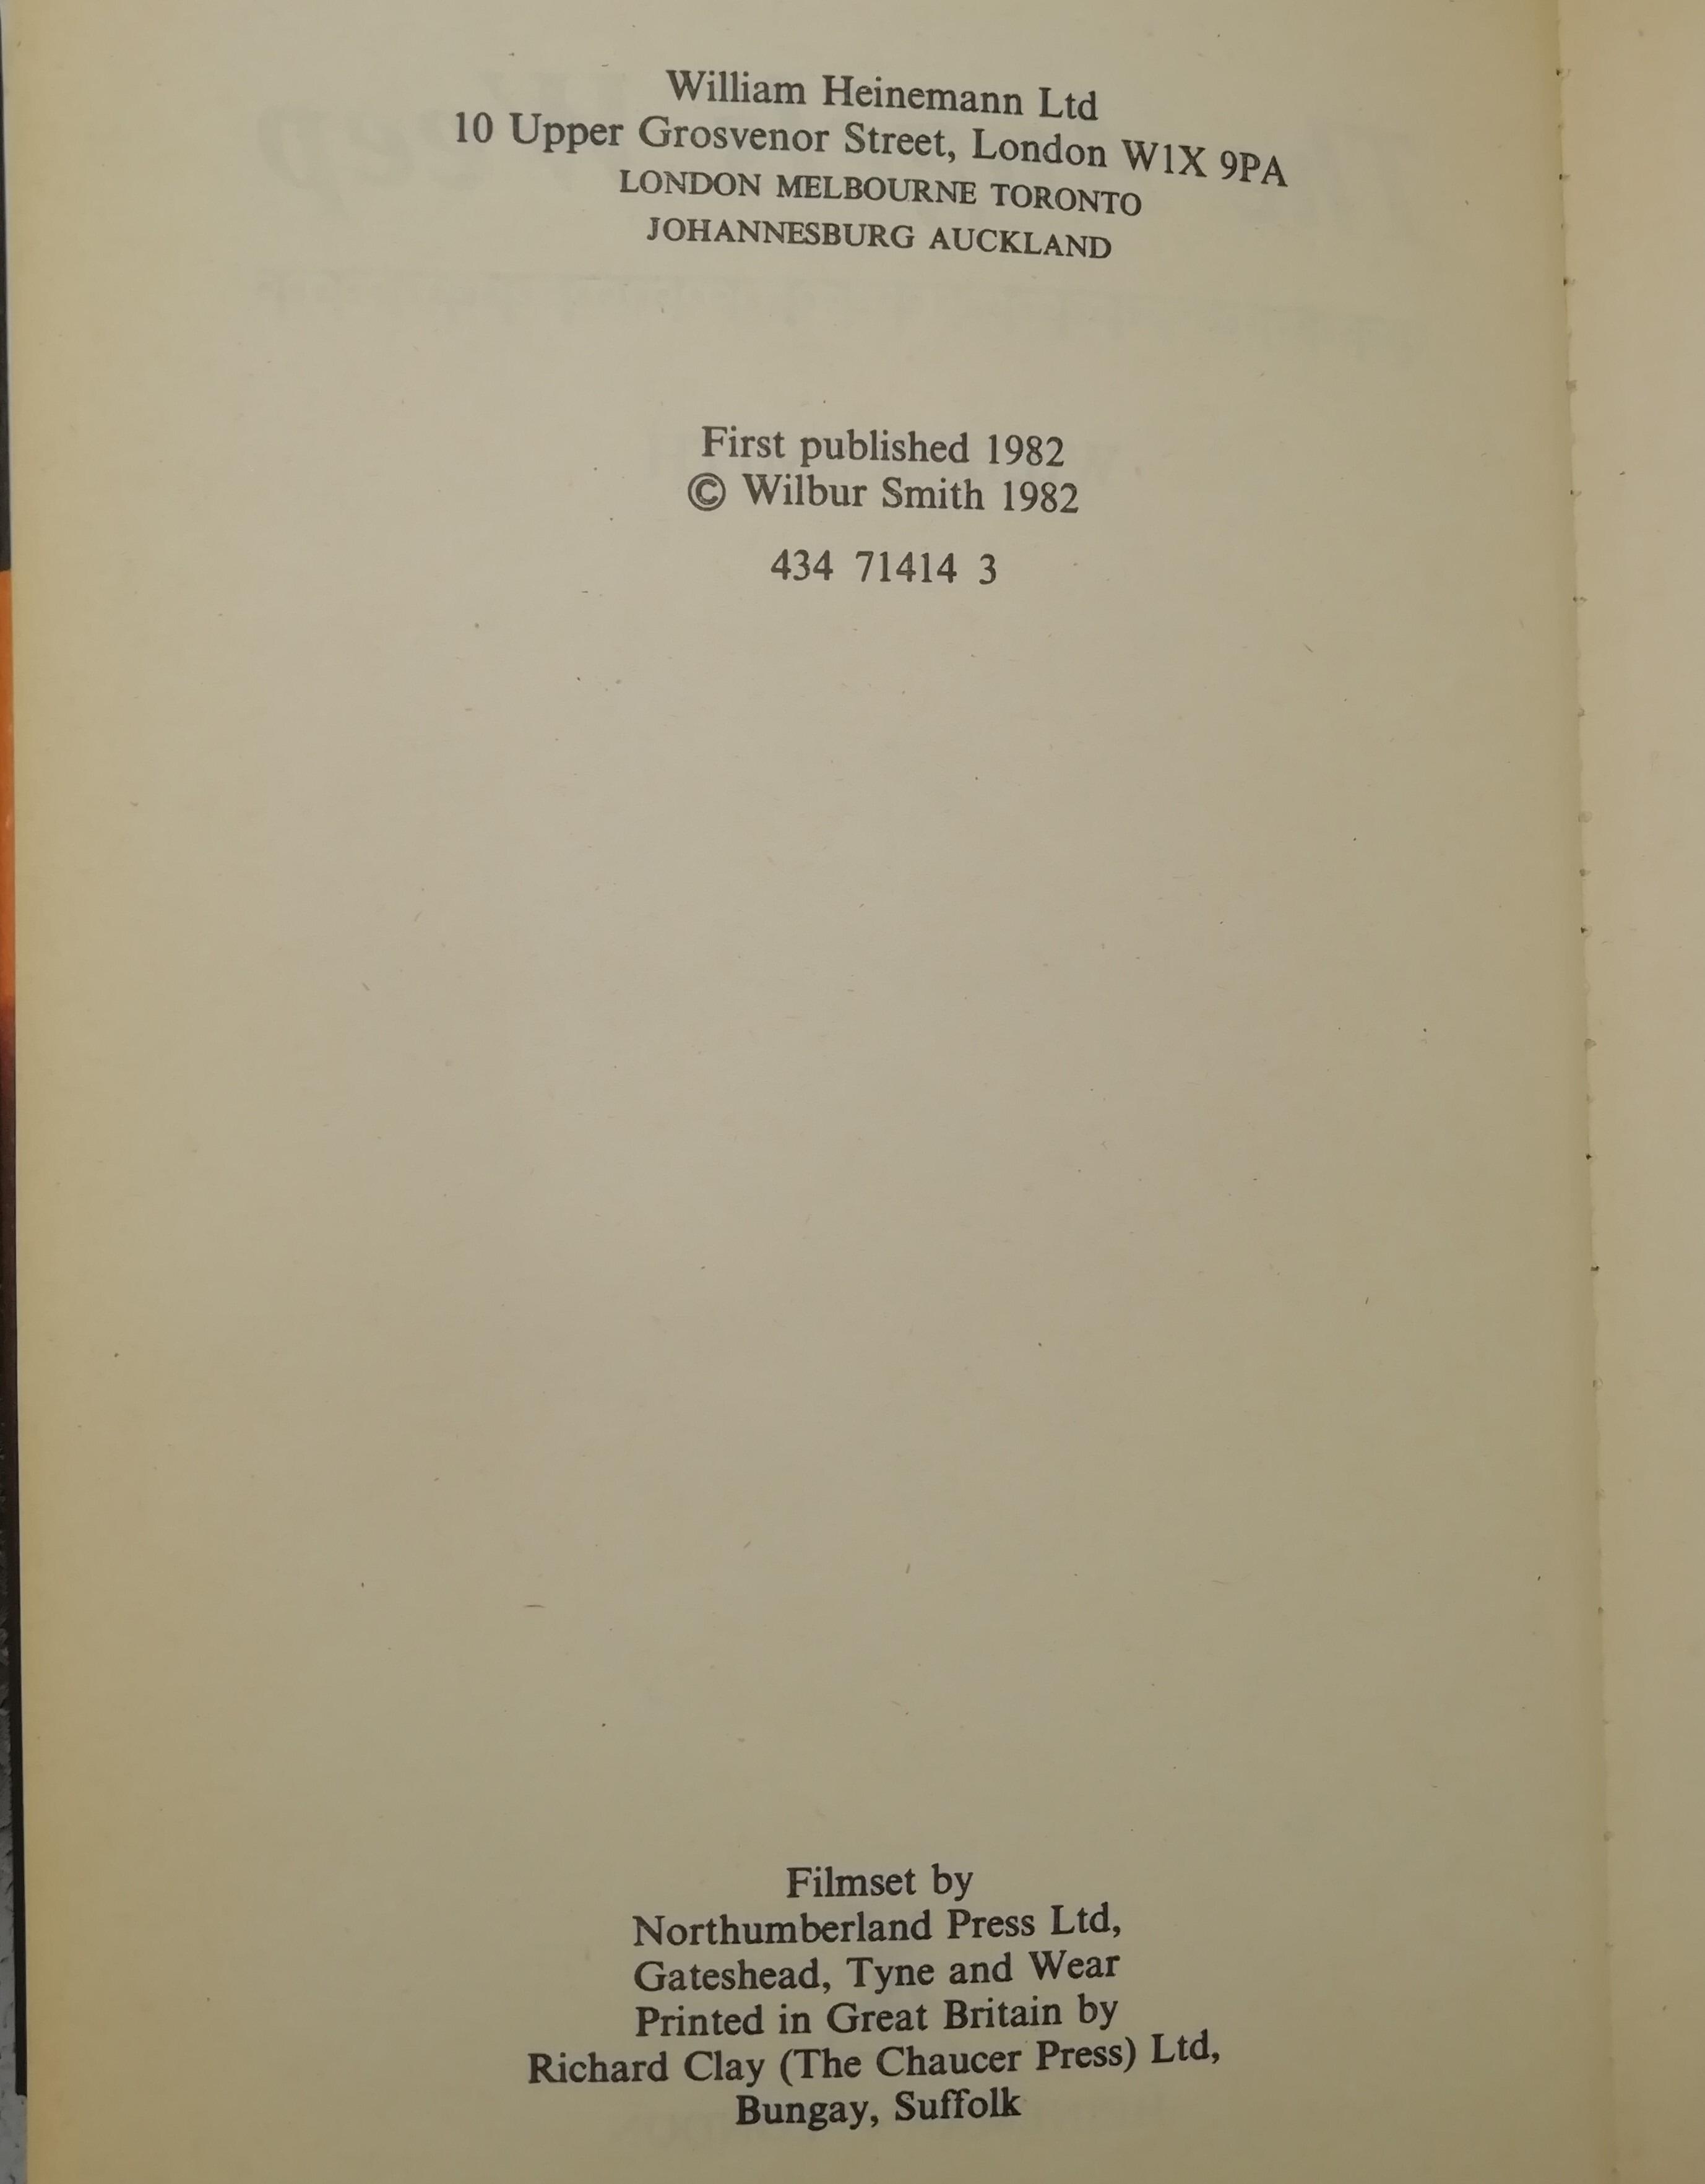 William Heinemann Ltd
10 Upper Grosvenor Street, London W1X 9PA
LONDON MELBOURNE TORONTO
JOHANNESBURG AUCKLAND
First published 1982
© Wilbur Smith 1982
434 71414 3
Filmset by
Northumberland Press Ltd,
Gateshead, Tyne and Wear
Printed in Great Britain by
Richard Clay (The Chaucer Press) Ltd,
Bungay, Suffolk